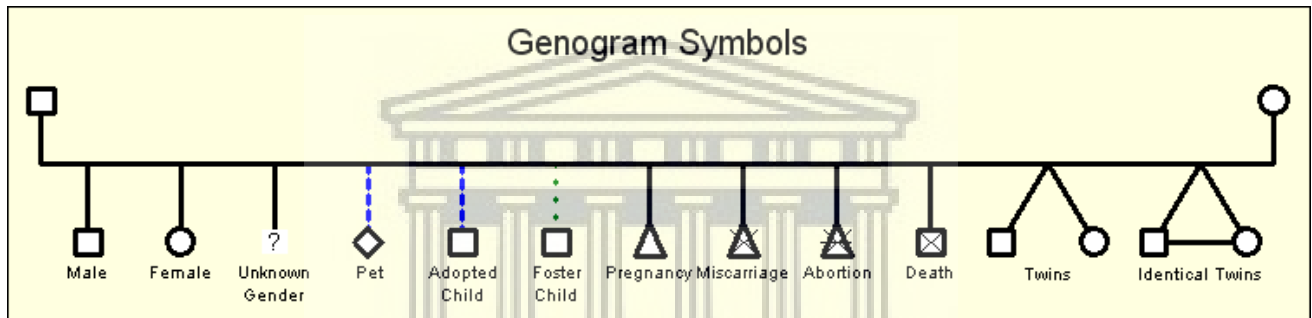 Genogram Symbols
?
Male
Female
Unknown
Gender
Pet
Adopted
Child
Foster
Child
Pregnancy
Miscarriage
Abortion
Death
Twins
Identical Twins